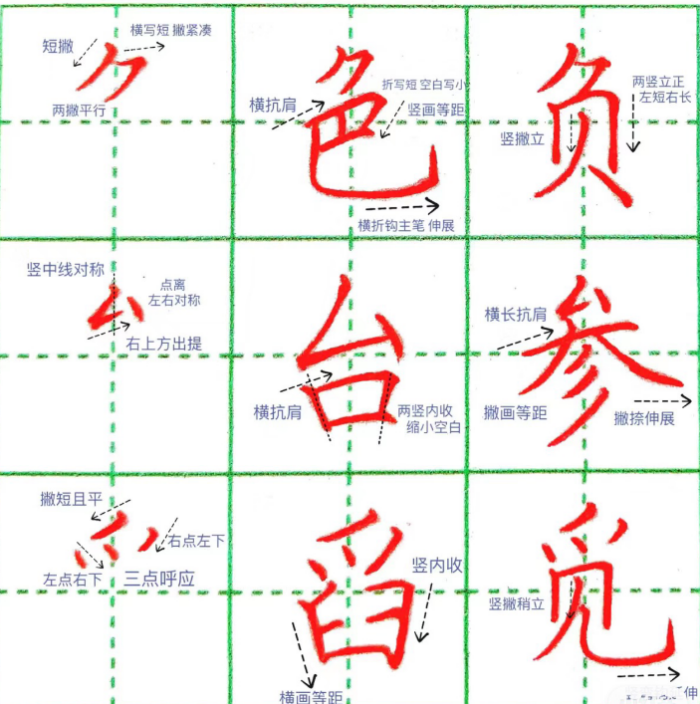 短撇
横写短 撇紧凑
⺈
两撇平行
横抗肩
折写短 空白写小
竖画等距
色
横折钩主笔 伸展
两竖立正
左短右长
竖撇立
负
竖中线对称
点离
左右对称
厶
右上方出提
横抗肩
台
两竖内收
缩小空白
横长抗肩
参
撇画等距
撇捺伸展
撇短且平
爫
右点左下
左点右下
三点呼应
舀
竖内收
横画等距
竖撇稍立
觅
伸